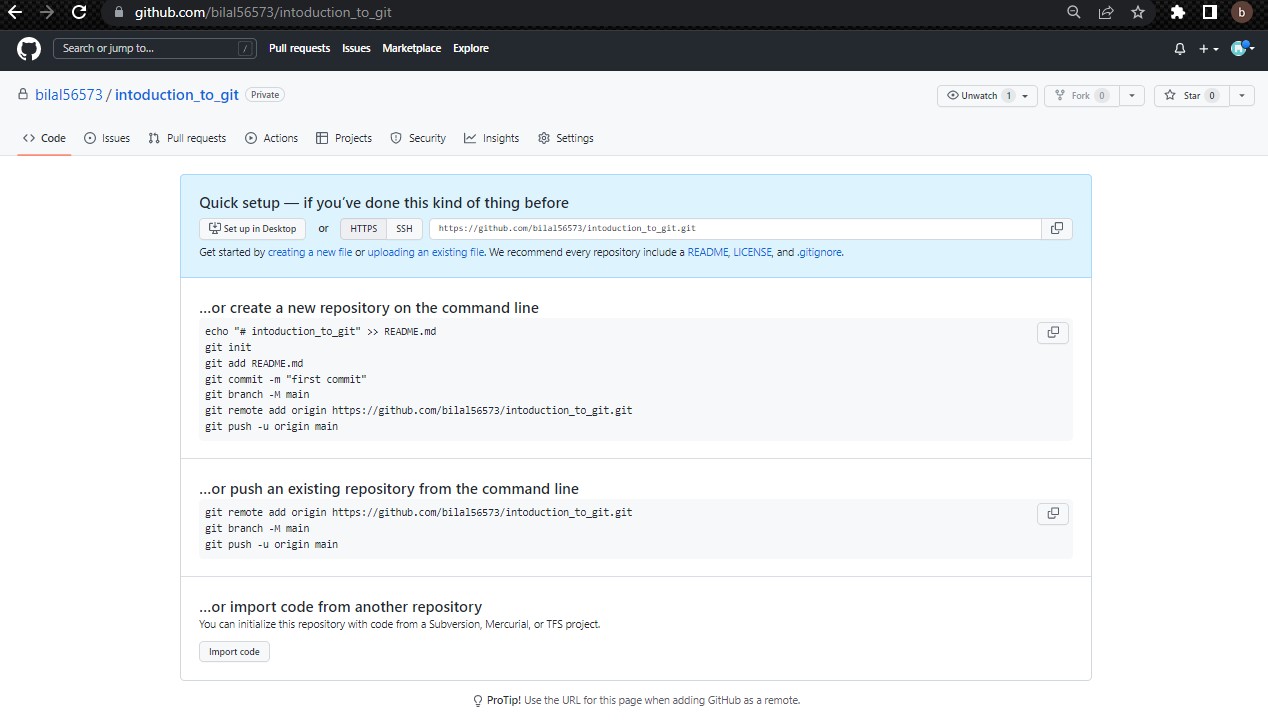 github.com/bilal56573/intoduction_to_git
b
Search or jump to... /
Pull requests Issues Marketplace Explore
bilal56573 / intoduction_to_git Private
Unwatch 1 Fork 0 Star 0
Code Issues Pull requests Actions Projects Security Insights Settings
Quick setup — if you’ve done this kind of thing before
Set up in Desktop or HTTPS SSH https://github.com/bilal56573/intoduction_to_git.git
Get started by creating a new file or uploading an existing file. We recommend every repository include a README, LICENSE, and .gitignore.
…or create a new repository on the command line
echo "# intoduction_to_git" >> README.md
git init
git add README.md
git commit -m "first commit"
git branch -M main
git remote add origin https://github.com/bilal56573/intoduction_to_git.git
git push -u origin main
…or push an existing repository from the command line
git remote add origin https://github.com/bilal56573/intoduction_to_git.git
git branch -M main
git push -u origin main
…or import code from another repository
You can initialize this repository with code from a Subversion, Mercurial, or TFS project.
Import code
ProTip! Use the URL for this page when adding GitHub as a remote.